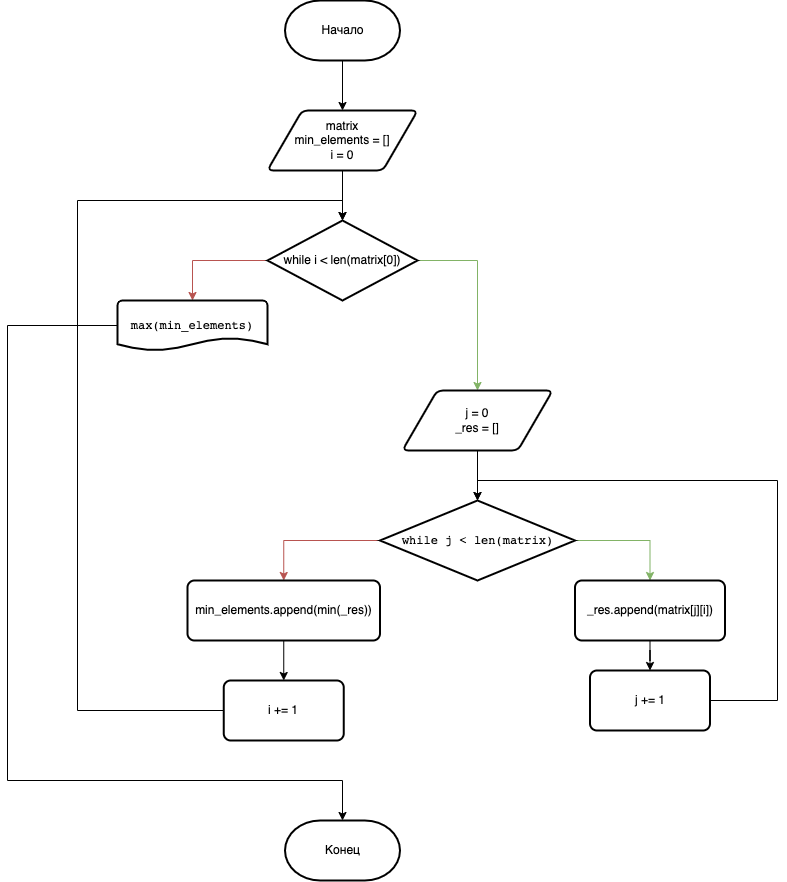 Начало
matrix
min_elements = []
i = 0
while i < len(matrix[0])
max(min_elements)
j = 0
_res = []
while j < len(matrix)
min_elements.append(min(_res))
_res.append(matrix[j][i])
i += 1
j += 1
Конец